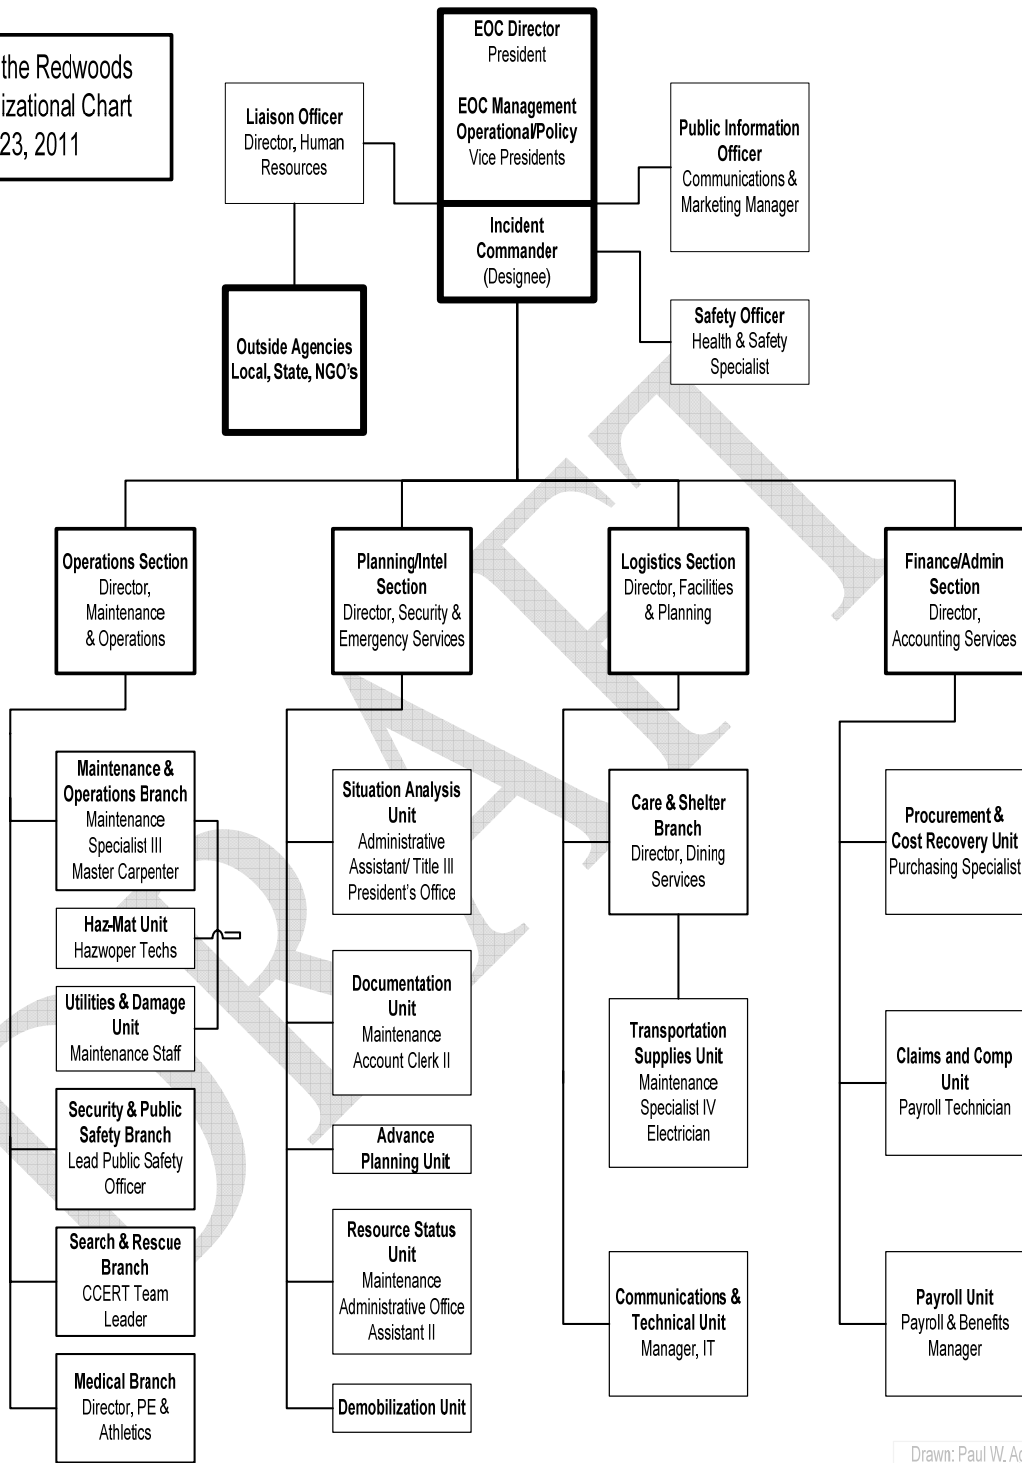 the Redwoods
izational Chart
23, 2011
EOC Director
President
EOC Management
Operational/Policy
Vice Presidents
Incident
Commander
(Designee)
Liaison Officer
Director, Human
Resources
Public Information
Officer
Communications &
Marketing Manager
Outside Agencies
Local, State, NGO's
Safety Officer
Health & Safety
Specialist
Operations Section
Director,
Maintenance
& Operations
Planning/Intel
Section
Director, Security &
Emergency Services
Logistics Section
Director, Facilities
& Planning
Finance/Admin
Section
Director,
Accounting Services
Maintenance &
Operations Branch
Maintenance
Specialist III
Master Carpenter
Haz-Mat Unit
Hazwoper Techs
Utilities & Damage
Unit
Maintenance Staff
Security & Public
Safety Branch
Lead Public Safety
Officer
Search & Rescue
Branch
CCERT Team
Leader
Medical Branch
Director, PE &
Athletics
Situation Analysis
Unit
Administrative
Assistant/ Title III
President's Office
Documentation
Unit
Maintenance
Account Clerk II
Advance
Planning Unit
Resource Status
Unit
Maintenance
Administrative Office
Assistant II
Demobilization Unit
Care & Shelter
Branch
Director, Dining
Services
Transportation
Supplies Unit
Maintenance
Specialist IV
Electrician
Communications &
Technical Unit
Manager, IT
Procurement &
Cost Recovery Unit
Purchasing Specialist
Claims and Comp
Unit
Payroll Technician
Payroll Unit
Payroll & Benefits
Manager
DRAFT
Drawn: Paul W. Ac